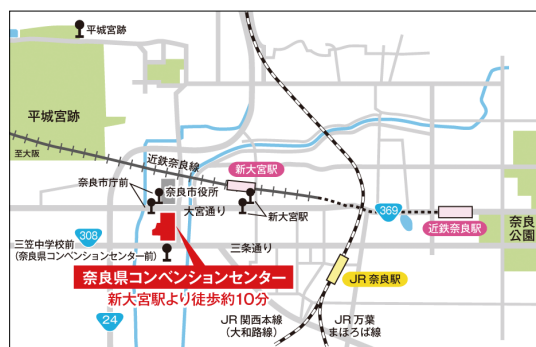 平城宮跡
平城宮跡
至大阪
近鉄奈良線
新大宮駅
奈良市庁前
奈良市役所
大宮通り
新大宮駅
369
近鉄奈良駅
奈良
公園
308
三笠中学校前
(奈良県コンベンションセンター前)
三条通り
奈良県コンベンションセンター
新大宮駅より徒歩約10分
JR 奈良駅
24
JR 関西本線
(大和路線)
JR 万葉
まほろば線